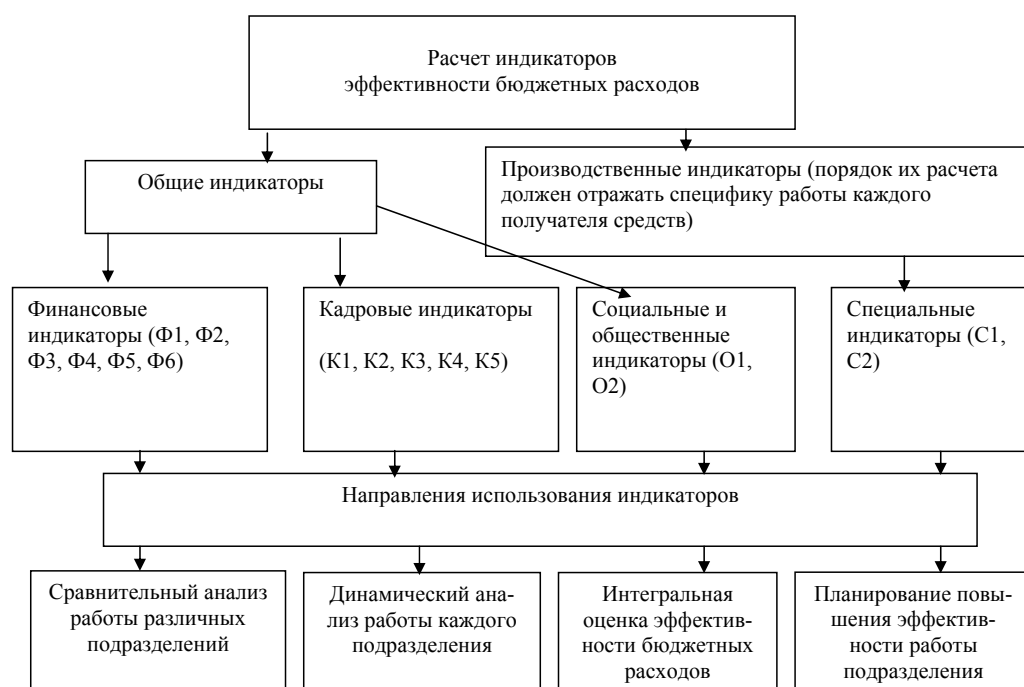 Расчет индикаторов
эффективности бюджетных расходов
Общие индикаторы
Производственные индикаторы (порядок их расчета
должен отражать специфику работы каждого
получателя средств)
Финансовые
индикаторы (Ф1, Ф2,
Ф3, Ф4, Ф5, Ф6)
Кадровые индикаторы
(К1, К2, К3, К4, К5)
Социальные и
общественные
индикаторы (О1,
О2)
Специальные
индикаторы (С1,
С2)
Направления использования индикаторов
Сравнительный анализ
работы различных
подразделений
Динамический ана-
лиз работы каждого
подразделения
Интегральная
оценка эффектив-
ности бюджетных
расходов
Планирование повы-
шения эффектив-
ности работы
подразделения